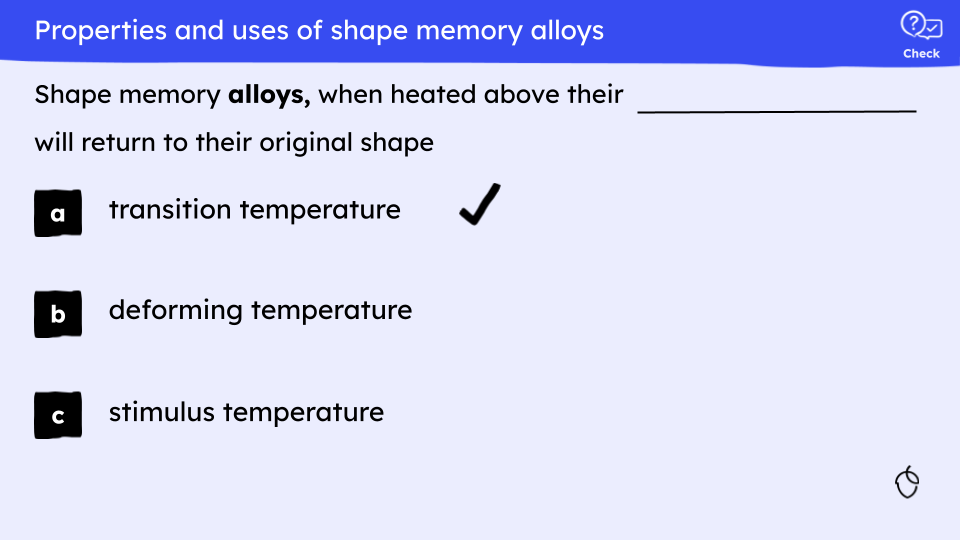 Properties and uses of shape memory alloys
Check
Shape memory alloys, when heated above their
will return to their original shape
a transition temperature
b deforming temperature
c stimulus temperature